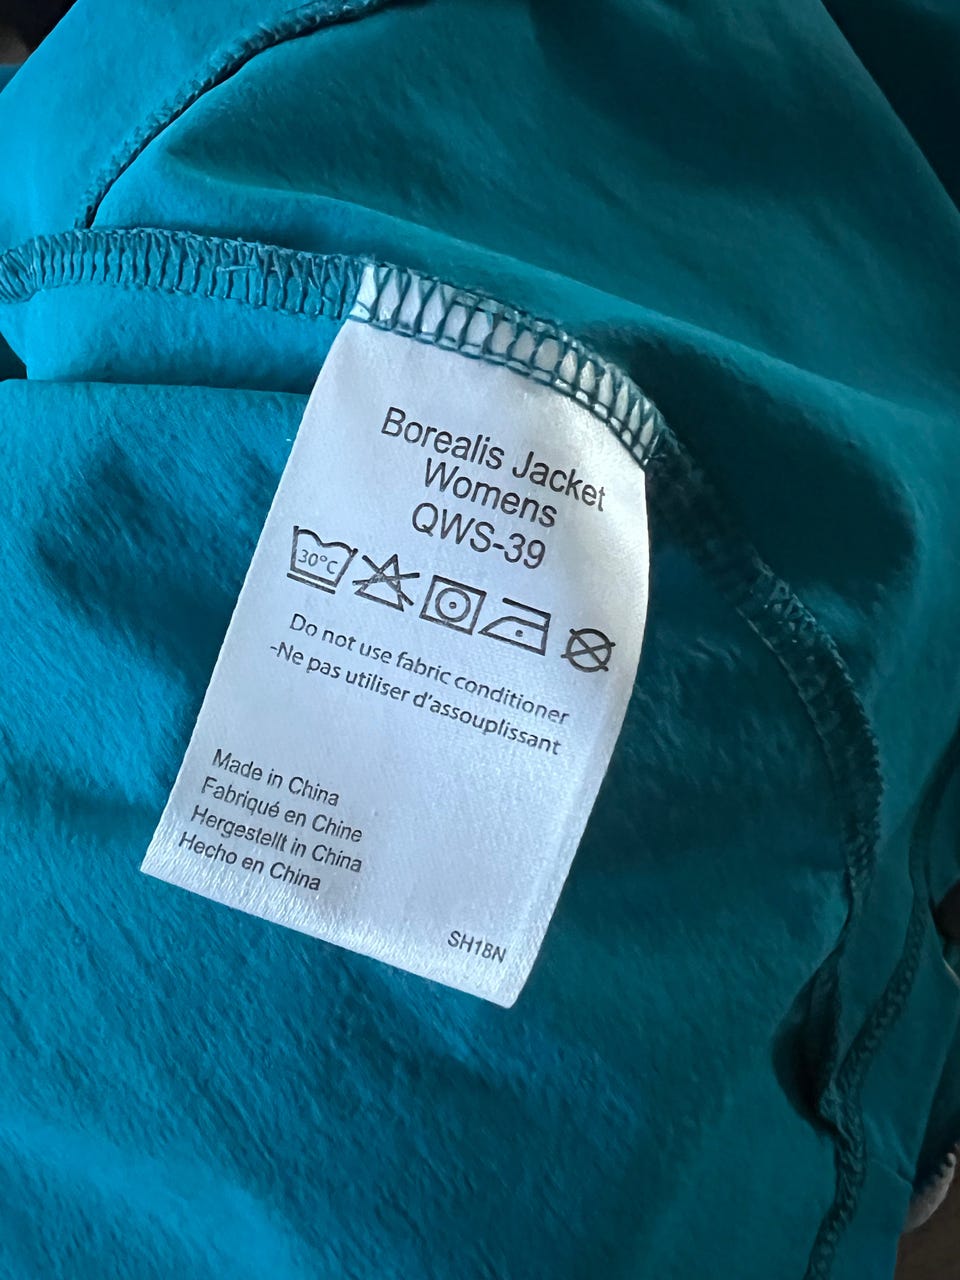 Borealis Jacket
Womens
QWS-39
30°C
Do not use fabric conditioner
-Ne pas utiliser d'assouplissant
Made in China
Fabriqué en Chine
Hergestellt in China
Hecho en China
SH18N